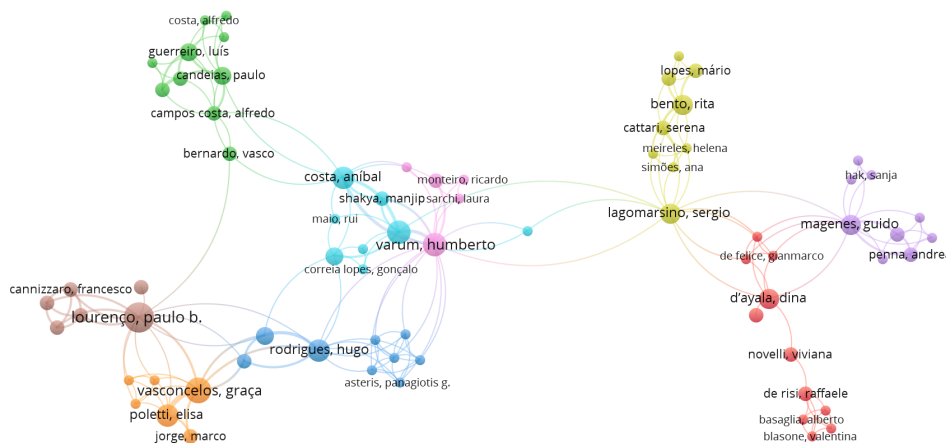 costa, alfredo
guerreiro, luís
candeias, paulo
campos costa, alfredo
bernardo, vasco
lopes, mário
bento, rita
cattari, serena
meireles, helena
simões, ana
costa, aníbal
monteiro, ricardo
shakya, manjip
sarchi, laura
maio, rui
varum, humberto
correia lopes, gonçalo
lagomarsino, sergio
hak, sanja
magenes, guido
penna, andrea
de felice, gianmarco
d'ayala, dina
novelli, viviana
de risi, raffaele
basaglia, alberto
blasone, valentina
cannizzaro, francesco
lourenço, paulo b.
rodrigues, hugo
asteris, panagiotis g.
vasconcelos, graça
poletti, elisa
jorge, marco